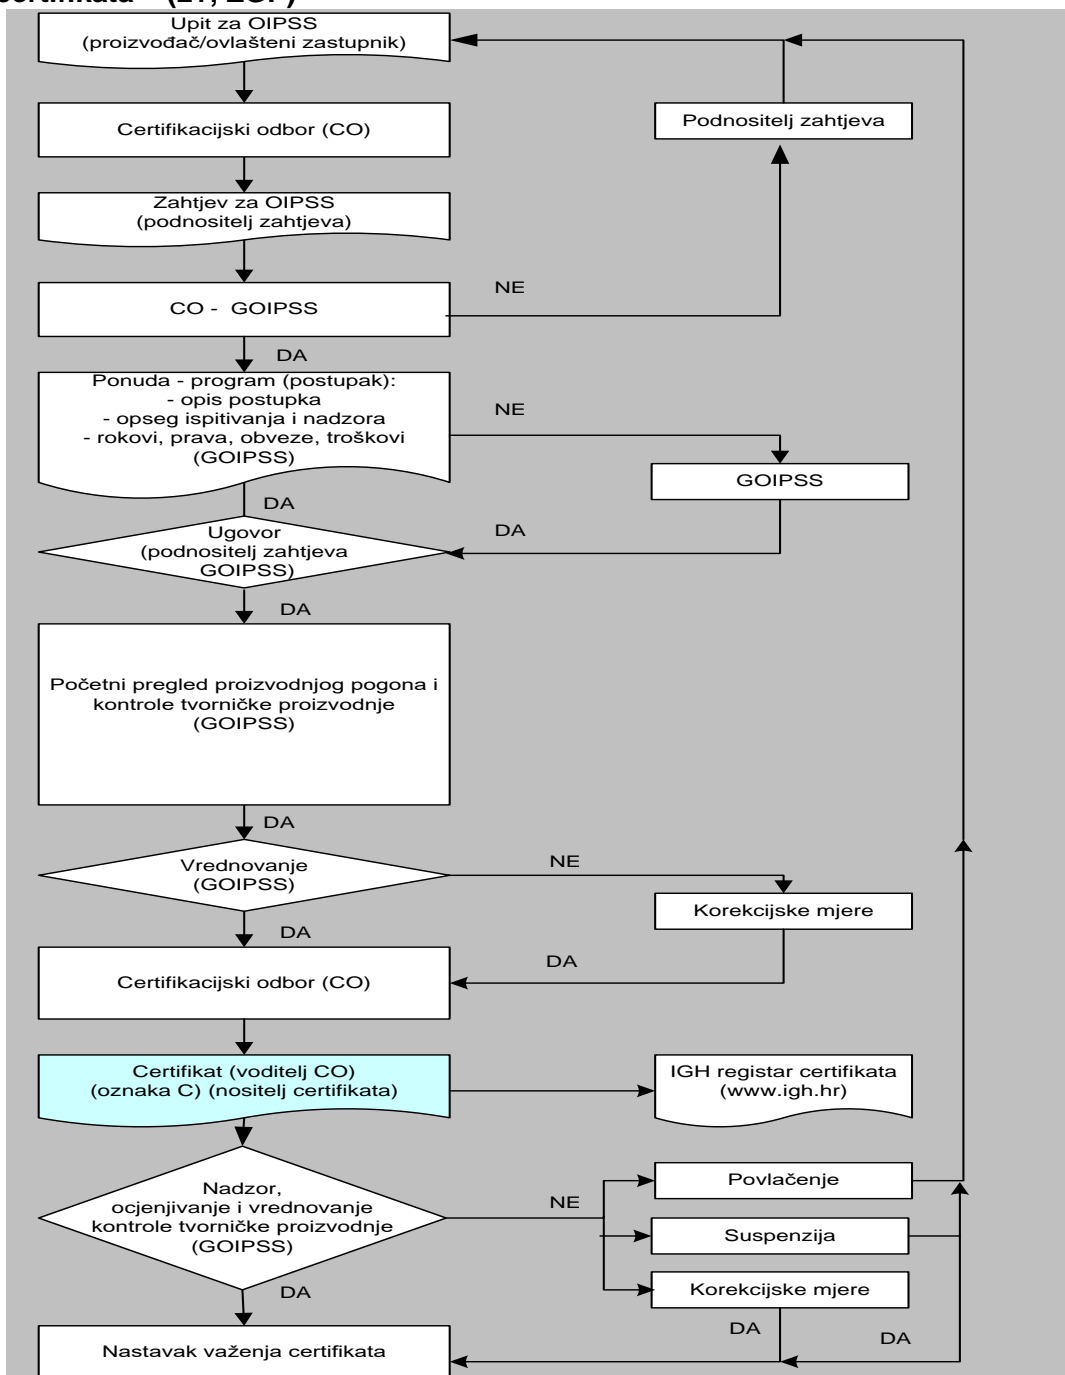 Upit za OIPSS
(proizvođač/ovlašteni zastupnik)
Certifikacijski odbor (CO)
Podnositelj zahtjeva
Zahtjev za OIPSS
(podnositelj zahtjeva)
NE
CO - GOIPSS
DA
Ponuda - program (postupak):
- opis postupka
- opseg ispitivanja i nadzora
- rokovi, prava, obveze, troškovi
(GOIPSS)
NE
GOIPSS
DA
DA
Ugovor
(podnositelj zahtjeva
GOIPSS)
DA
Početni pregled proizvodnjog pogona i
kontrole tvorničke proizvodnje
(GOIPSS)
DA
Vrednovanje
(GOIPSS)
NE
Korekcijske mjere
DA
DA
Certifikacijski odbor (CO)
Certifikat (voditelj CO)
(oznaka C) (nositelj certifikata)
IGH registar certifikata
(www.igh.hr)
Nadzor,
ocjenjivanje i vrednovanje
kontrole tvorničke proizvodnje
(GOIPSS)
NE
Povlačenje
Suspenzija
Korekcijske mjere
DA
DA
DA
Nastavak važenja certifikata